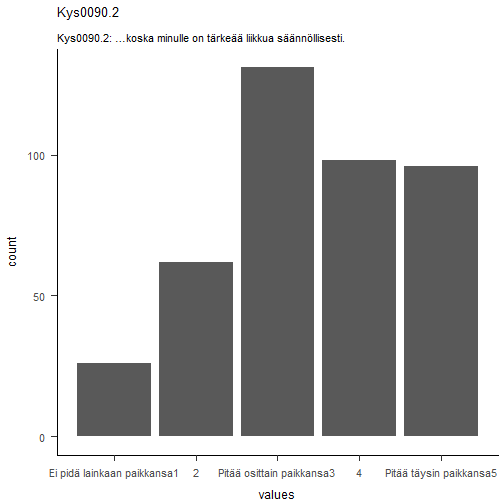 Kys0090.2
Kys0090.2: …koska minulle on tärkeää liikkua säännöllisesti.
100
50
0
count
Ei pidä lainkaan paikkansa1 2 Pitää osittain paikkansa3 4 Pitää täysin paikkansa5
values